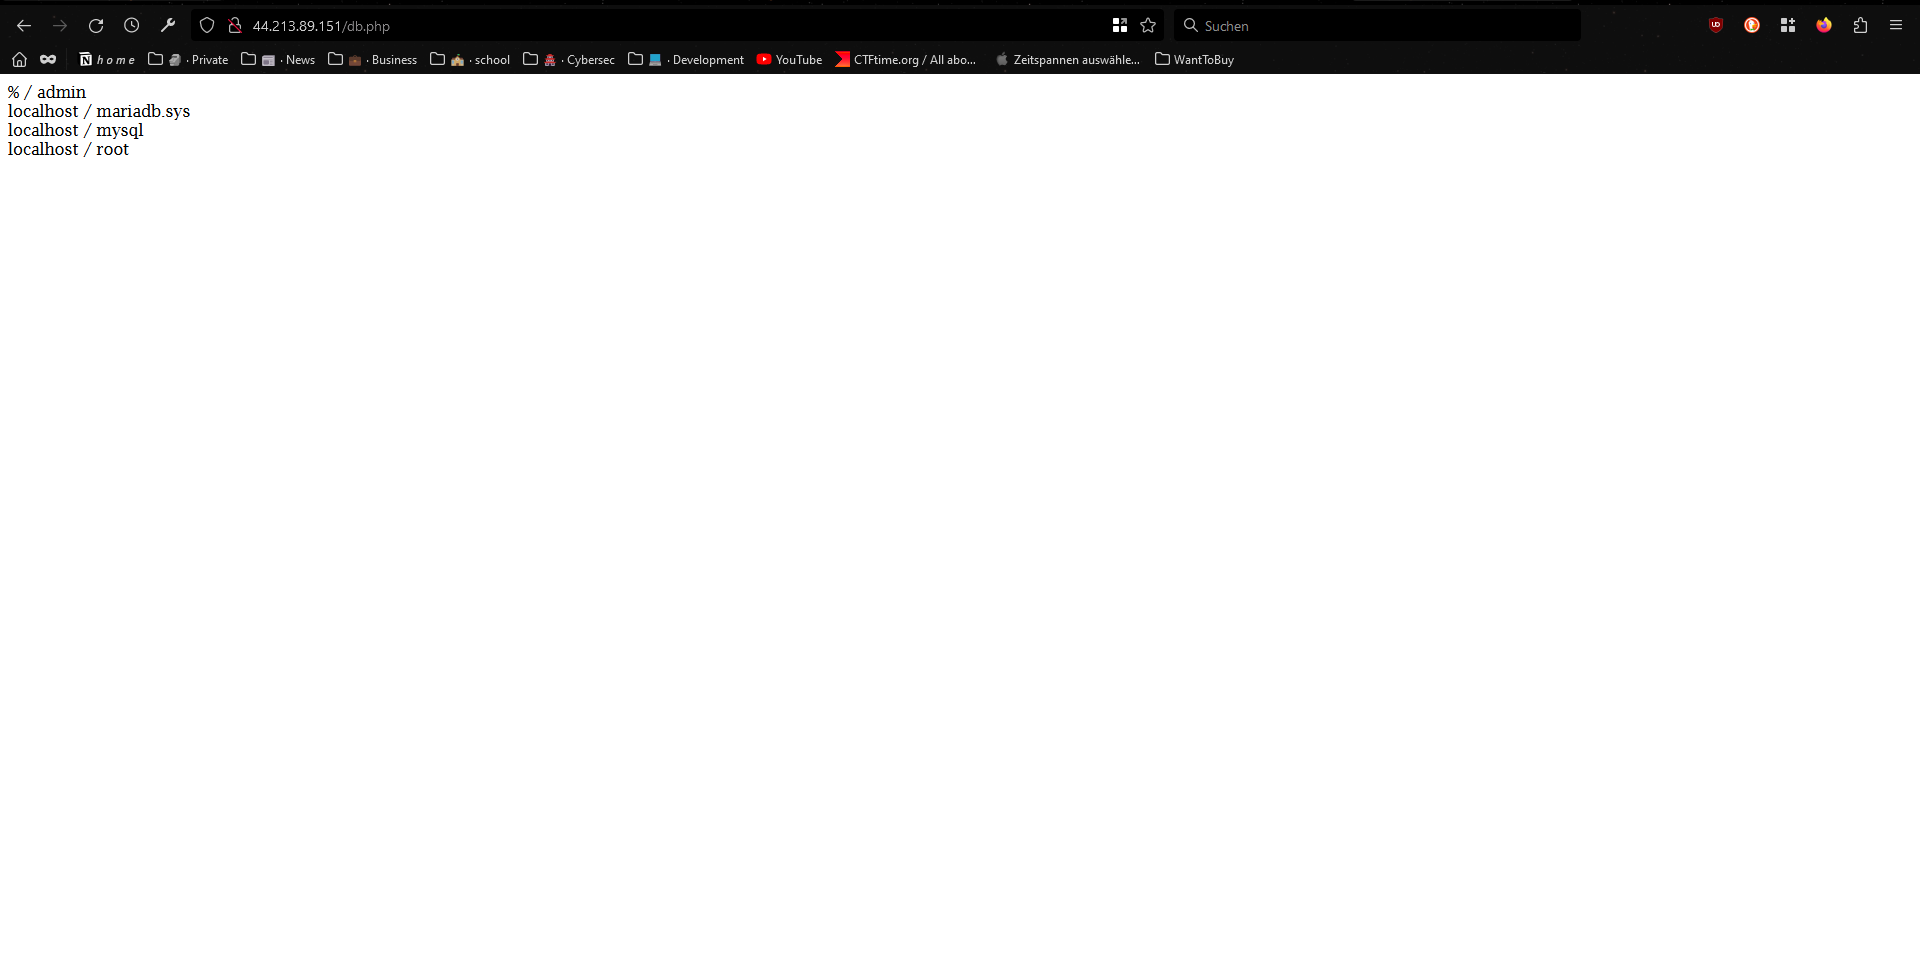 44.213.89.151/db.php
Suchen
home
· Private
· News
· Business
· school
· Cybersec
· Development
YouTube
CTFtime.org / All abo...
Zeitspannen auswähle...
WantToBuy
% / admin
localhost / mariadb.sys
localhost / mysql
localhost / root